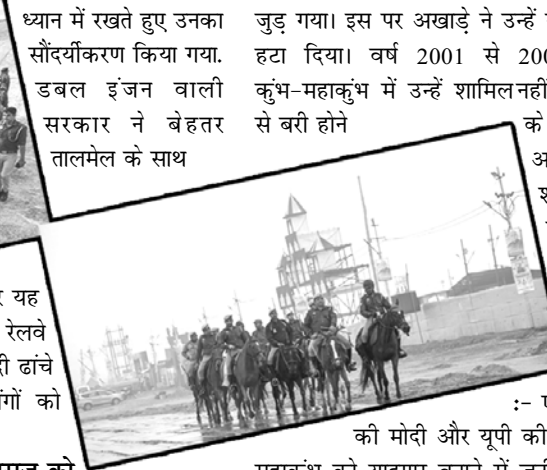 ध्यान में रखते हुए उनका
सौंदर्यीकरण किया गया.
डबल इंजन वाली
सरकार ने बेहतर
तालमेल के साथ
यह
रेलवे
ढांचे
को
जुड़ गया। इस पर अखाड़े ने उन्हें
हटा दिया। वर्ष 2001 से
कुंभ-महाकुंभ में उन्हें शामिल नहीं
से बरी होने
के
:-
की मोदी और यूपी की